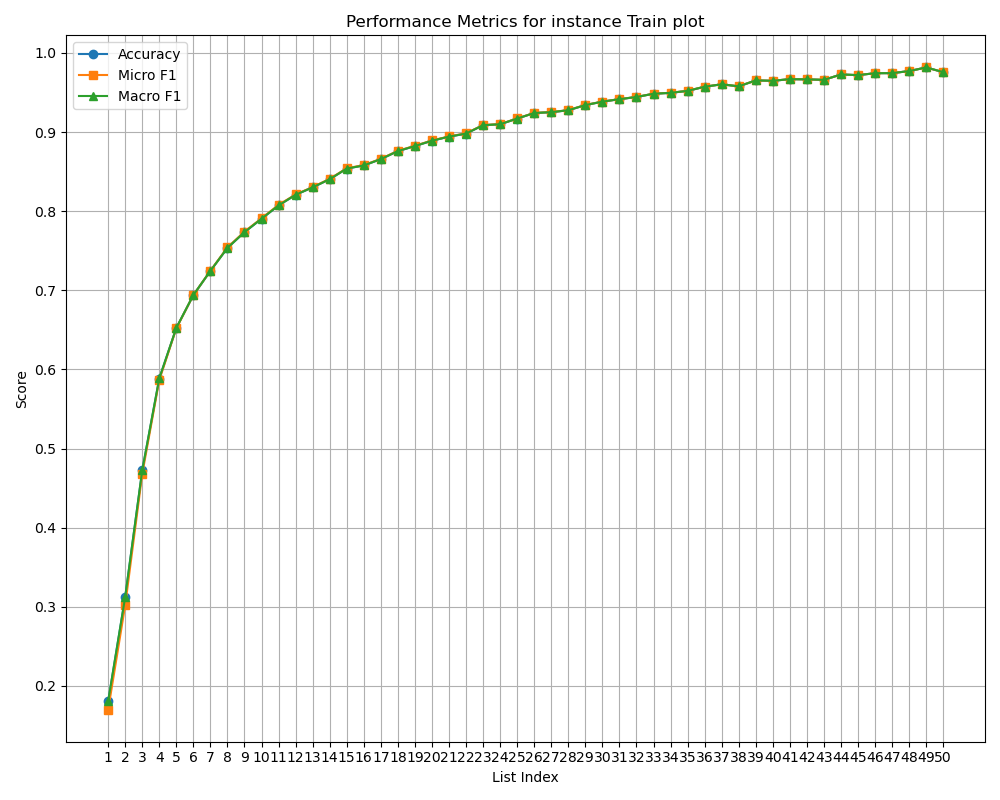 Performance Metrics for instance Train plot
Accuracy
Micro F1
Macro F1
1.0
0.9
0.8
0.7
0.6
0.5
0.4
0.3
0.2
Score
1 2 3 4 5 6 7 8 9 10 11 12 13 14 15 16 17 18 19 20 21 22 23 24 25 26 27 28 29 30 31 32 33 34 35 36 37 38 39 40 41 42 43 44 45 46 47 48 49 50
List Index